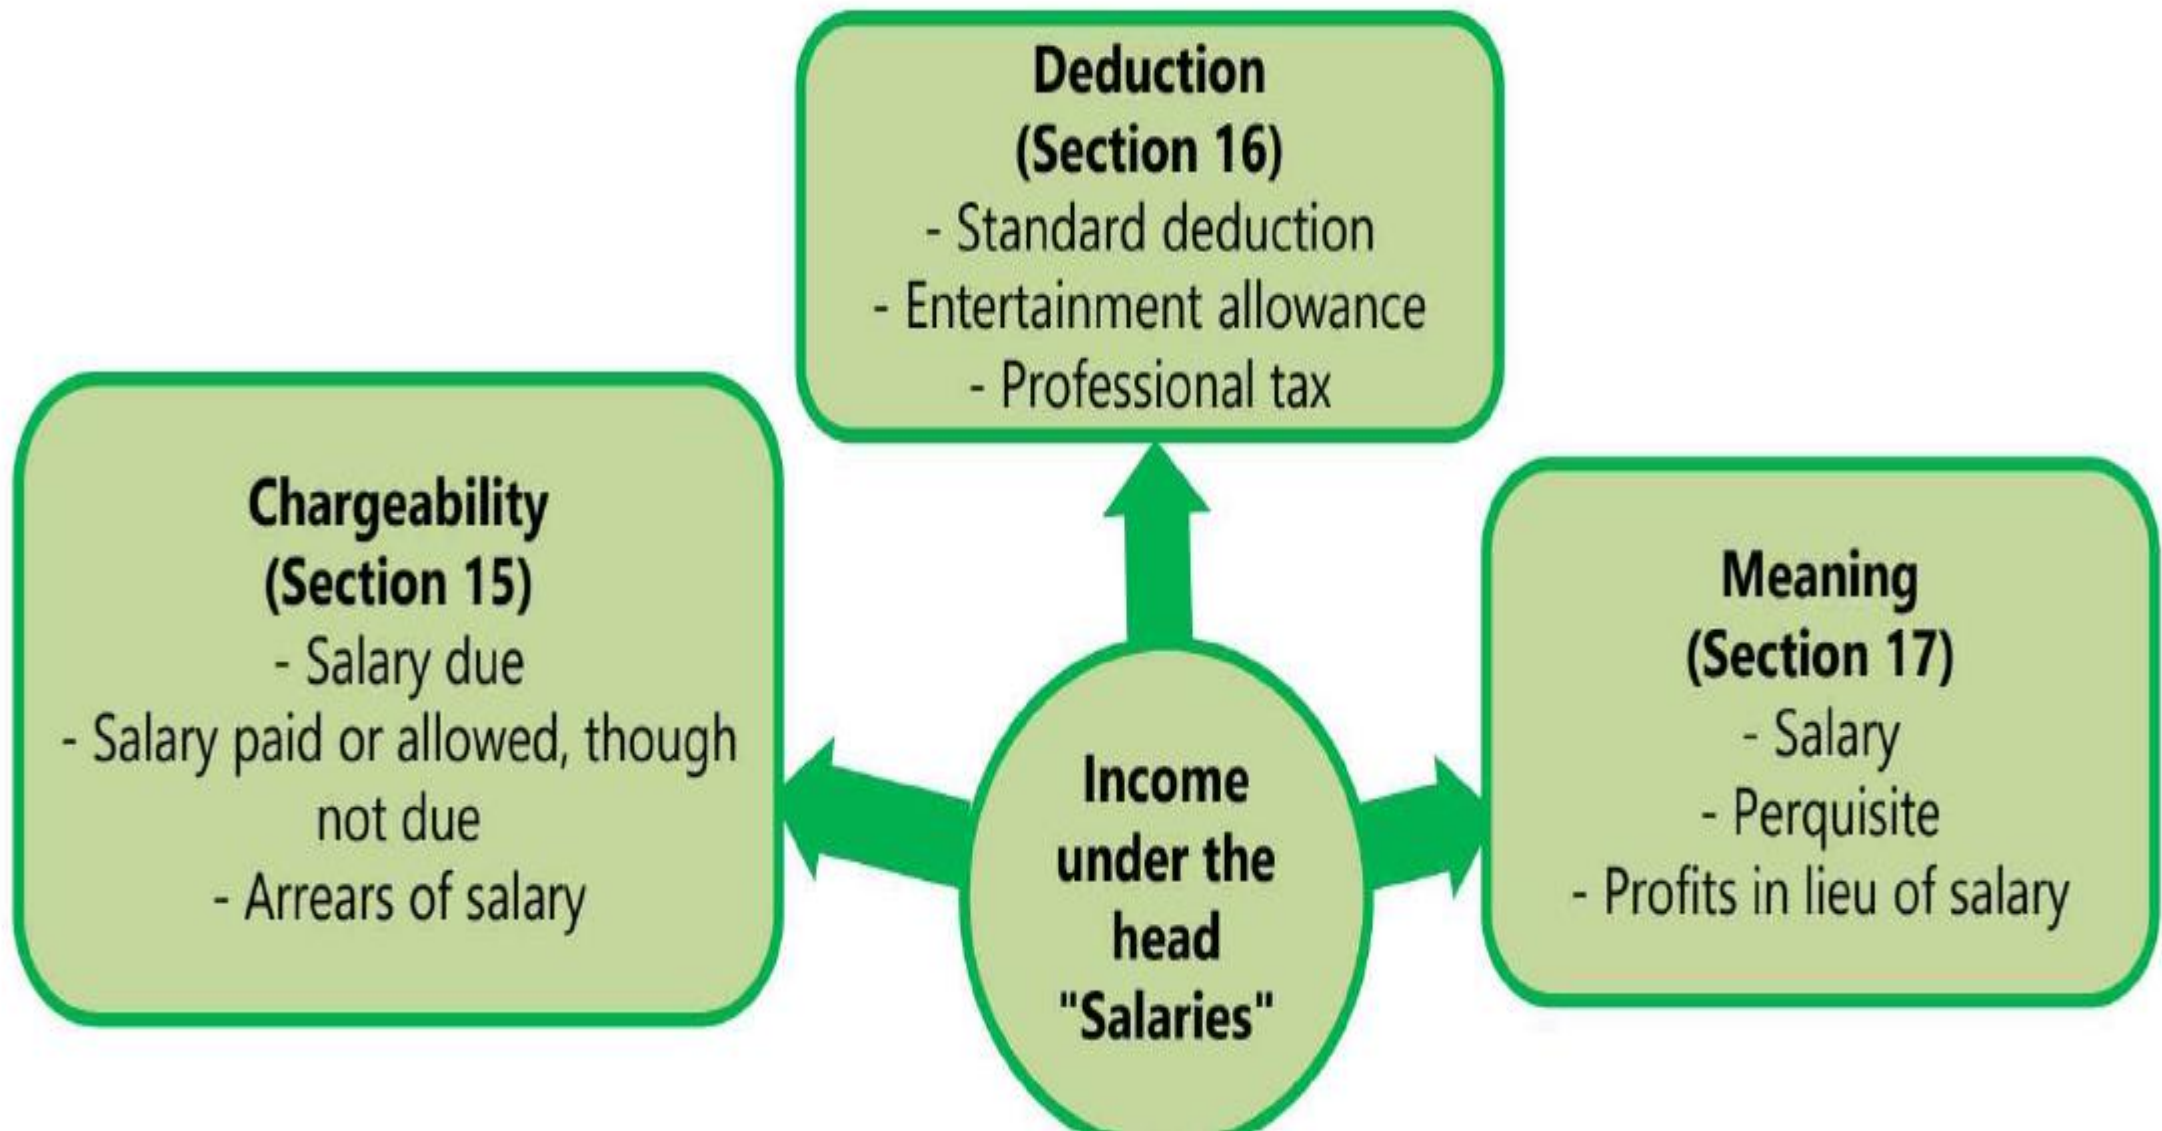 Deduction
(Section 16)
- Standard deduction
- Entertainment allowance
- Professional tax
Chargeability
(Section 15)
- Salary due
- Salary paid or allowed, though
not due
- Arrears of salary
Meaning
(Section 17)
- Salary
- Perquisite
- Profits in lieu of salary
Income
under the
head
"Salaries"